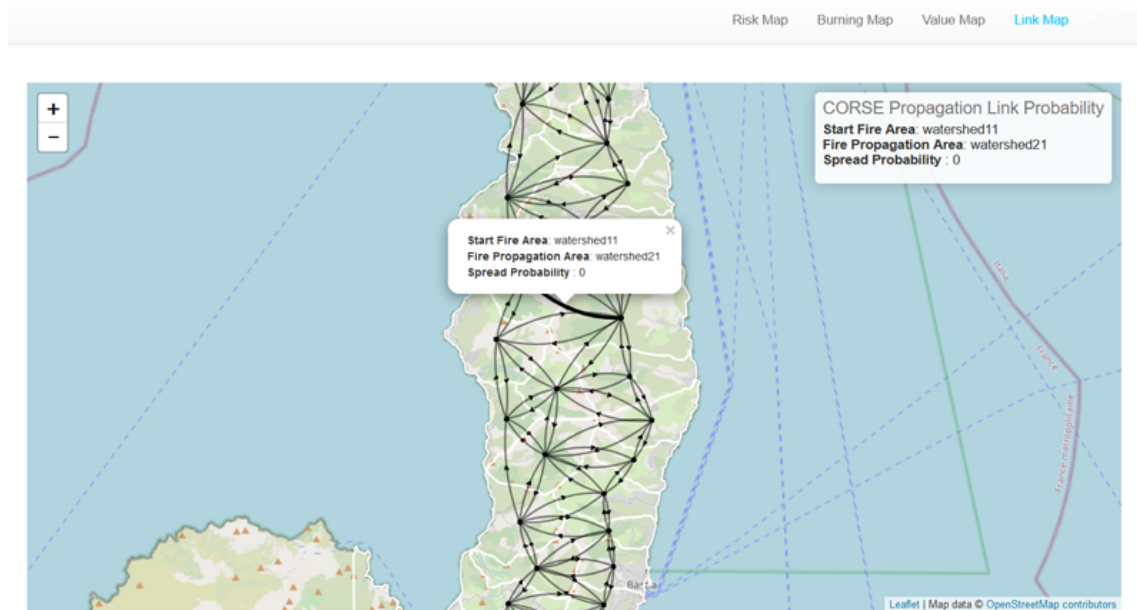 Risk Map Burning Map Value Map Link Map
+
−
CORSE Propagation Link Probability
Start Fire Area: watershed11
Fire Propagation Area: watershed21
Spread Probability : 0
×
Start Fire Area: watershed11
Fire Propagation Area: watershed21
Spread Probability : 0
Italia
France
France métropolitaine
Leaflet | Map data © OpenStreetMap contributors